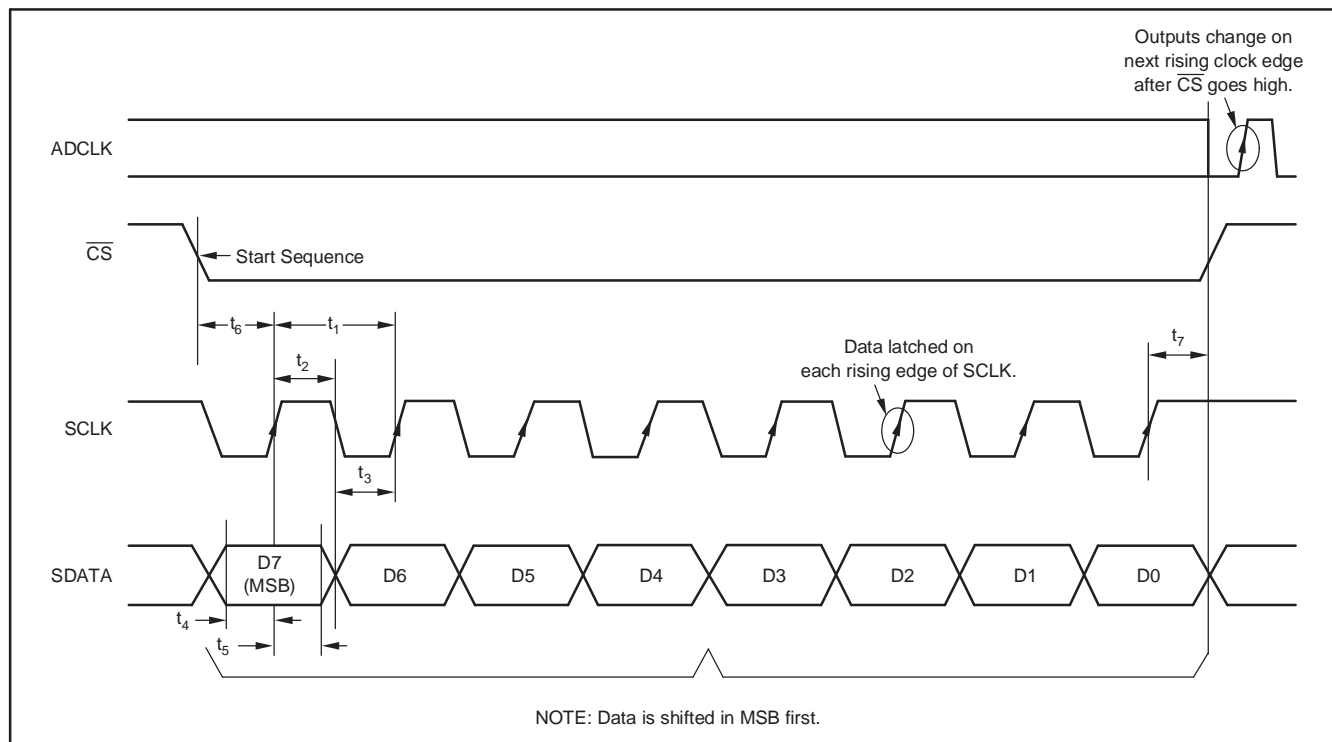 Outputs change on
next rising clock edge
after C̅S̅ goes high.
ADCLK
C̅S̅
Start Sequence
t₆
t₁
t₂
t₇
Data latched on
each rising edge of SCLK.
SCLK
t₃
SDATA
D7
(MSB)
D6
D5
D4
D3
D2
D1
D0
t₄
t₅
NOTE: Data is shifted in MSB first.